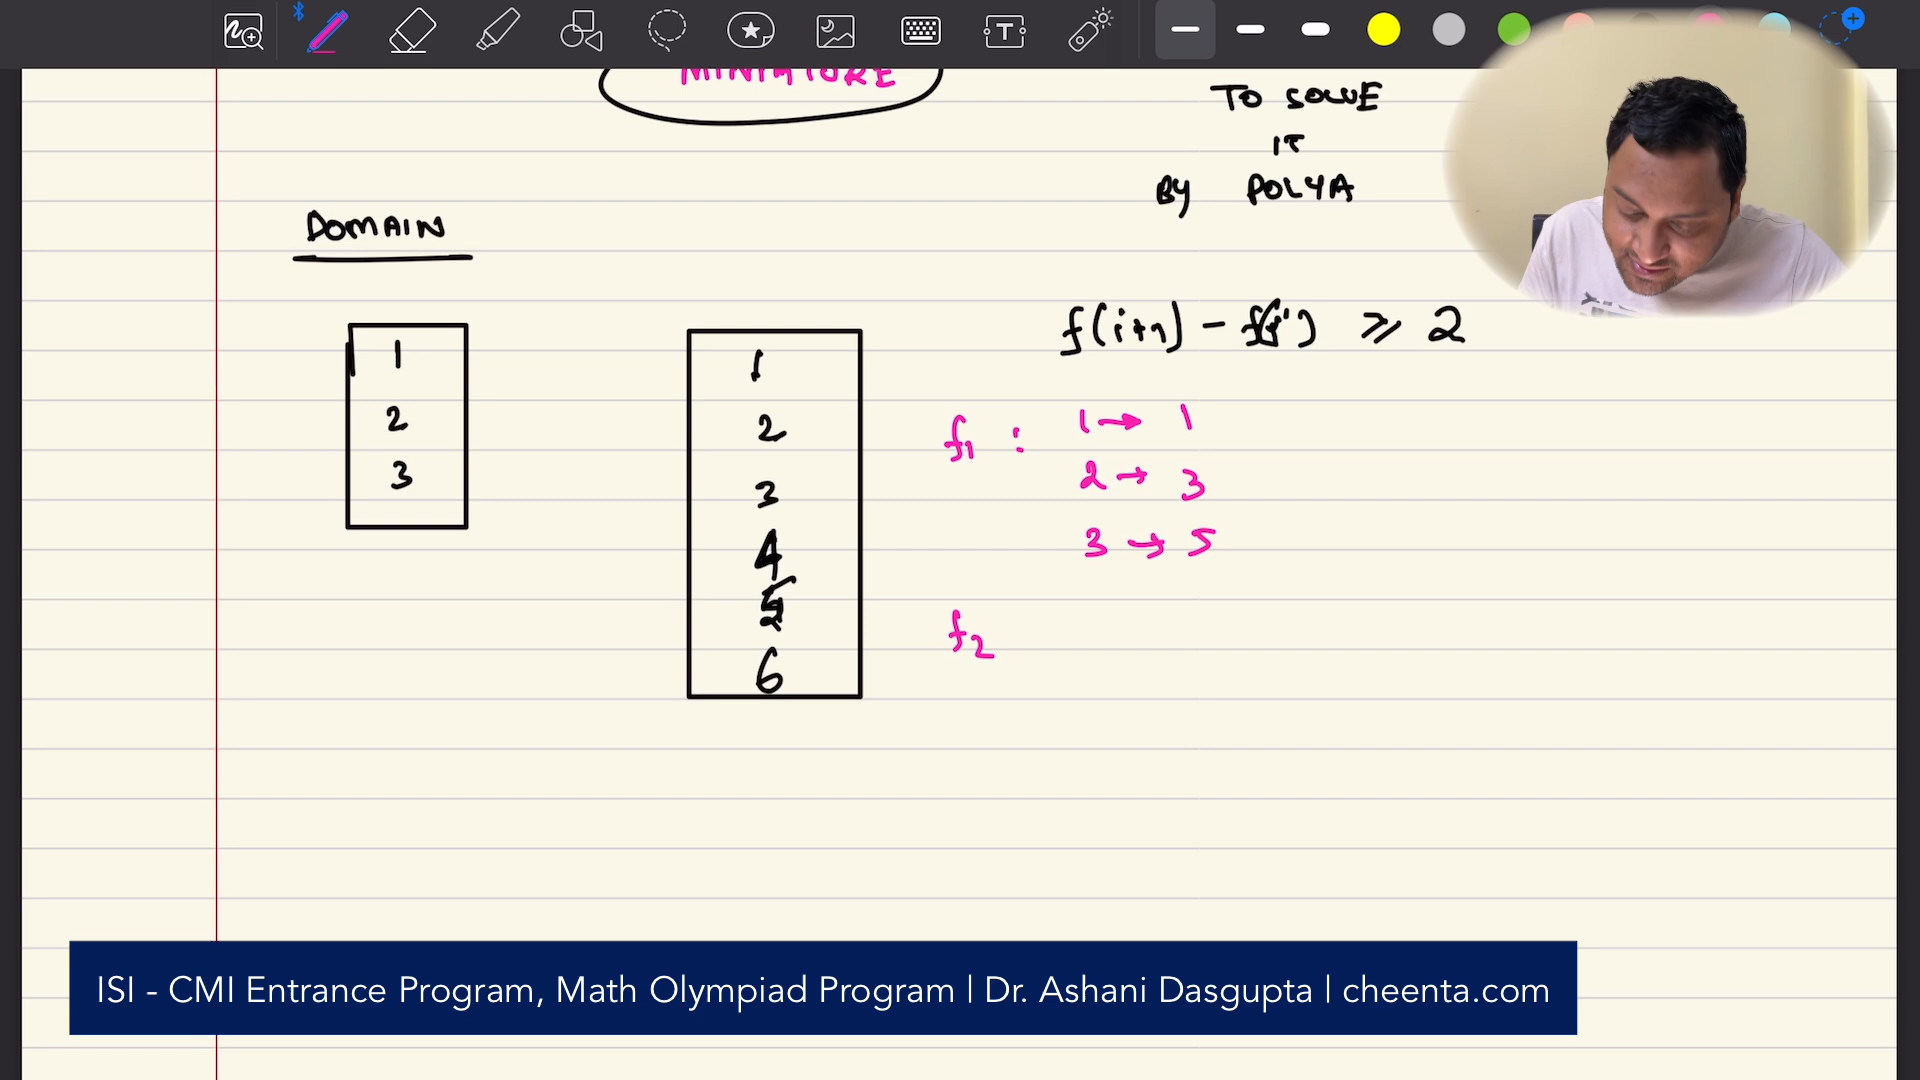 MINIATURE
TO SOLVE
IT
BY POLYA
DOMAIN
f(i+1) - f(i) ≥ 2
1
2
3
1
2
3
4
5
6
f1 : 1 → 1
2 → 3
3 → 5
f2
ISI - CMI Entrance Program, Math Olympiad Program | Dr. Ashani Dasgupta | cheenta.com